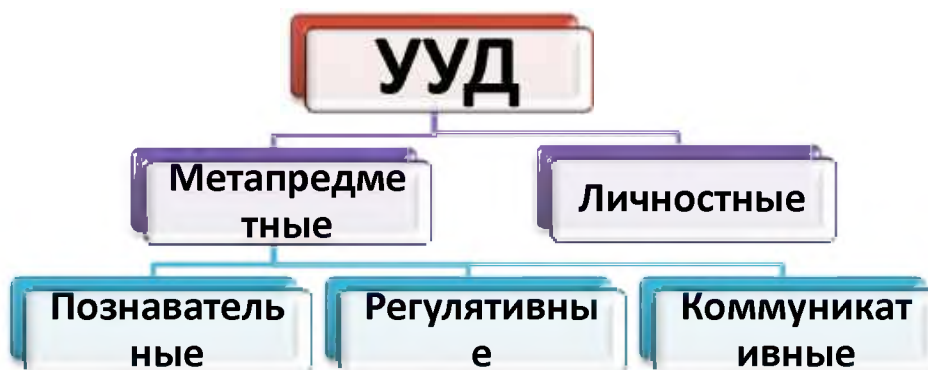 УУД
Метапредме
тные
Личностные
Познаватель
ные
Регулятивны
е
Коммуникат
ивные